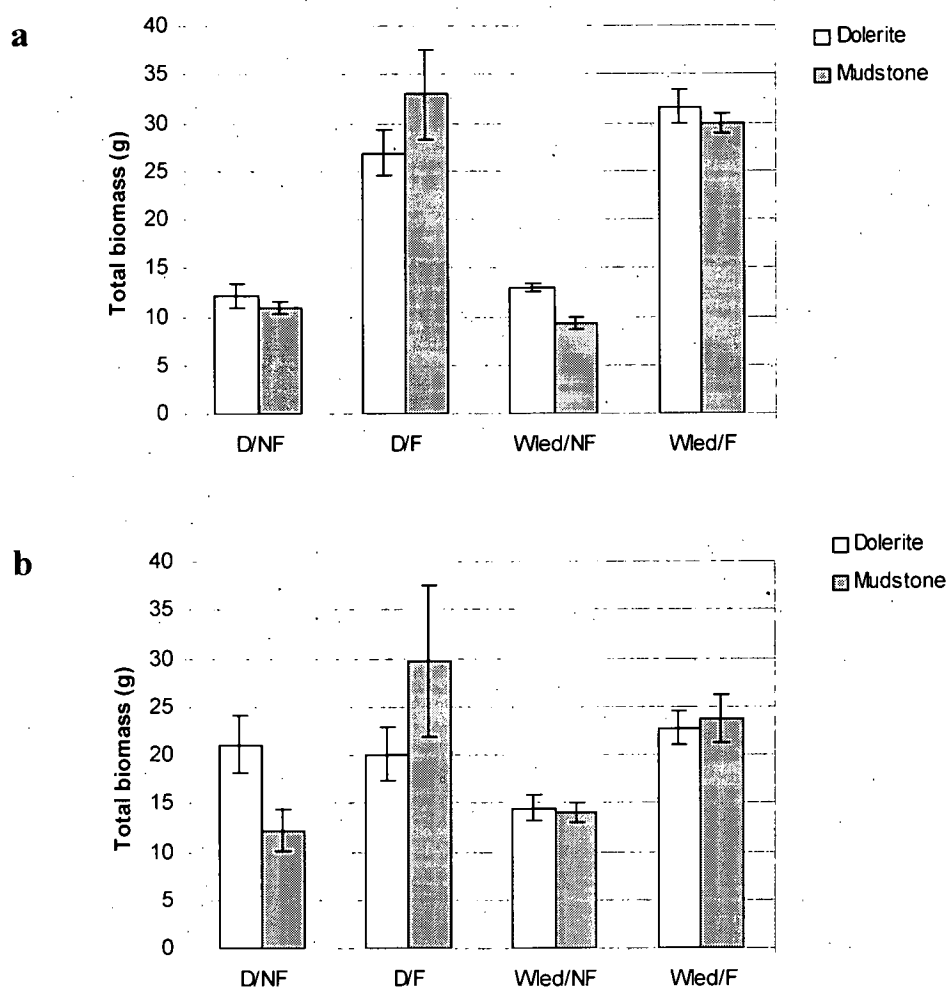 a
Dolerite
Mudstone
Total biomass (g)
40
35
30
25
20
15
10
5
0
D/NF
D/F
Wled/NF
Wled/F
b
Dolerite
Mudstone
Total biomass (g)
40
35
30
25
20
15
10
5
0
D/NF
D/F
Wled/NF
Wled/F